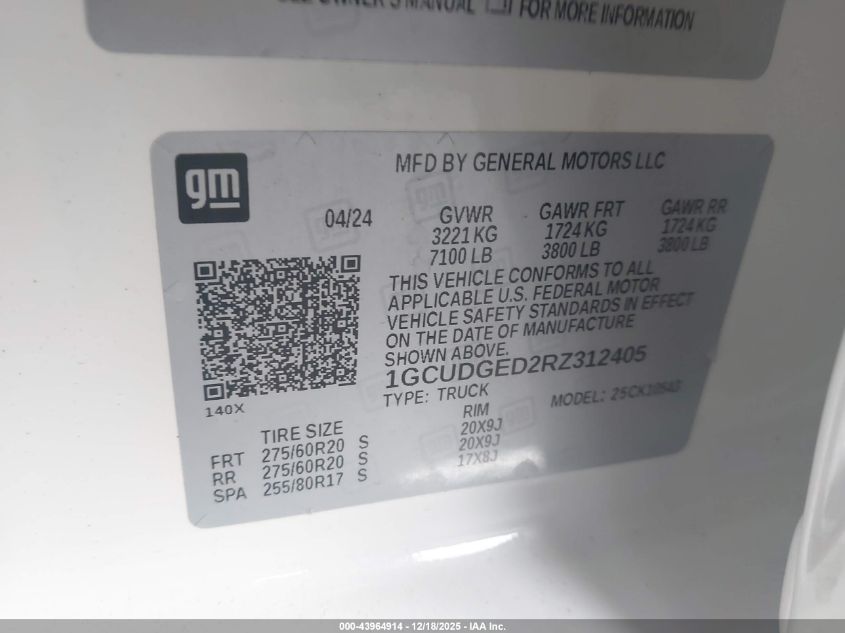 SEE OWNER'S MANUAL FOR MORE INFORMATION
gm
MFD BY GENERAL MOTORS LLC
04/24
GVWR GAWR FRT GAWR RR
3221 KG 1724 KG 1724 KG
7100 LB 3800 LB 3800 LB
THIS VEHICLE CONFORMS TO ALL
APPLICABLE U.S. FEDERAL MOTOR
VEHICLE SAFETY STANDARDS IN EFFECT
ON THE DATE OF MANUFACTURE
SHOWN ABOVE.
1GCUDGED2RZ312405
TYPE: TRUCK MODEL:
140X
TIRE SIZE RIM
FRT 275/60R20 S 20X9J
RR 275/60R20 S 20X9J
SPA 255/80R17 S 17X8J
000-43964914 - 12/18/2025 - IAA Inc.